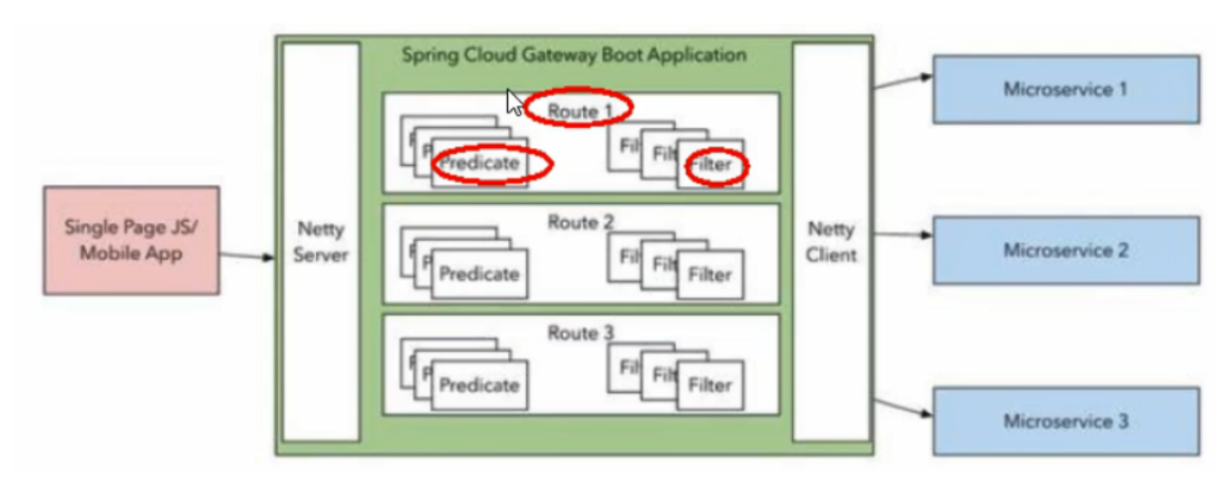 Spring Cloud Gateway Boot Application
Single Page JS/
Mobile App
Netty
Server
Route 1
Predicate
Fil
Filt
Filter
Route 2
Predicate
Fil
Filt
Filter
Route 3
Predicate
Fil
Filt
Filter
Netty
Client
Microservice 1
Microservice 2
Microservice 3